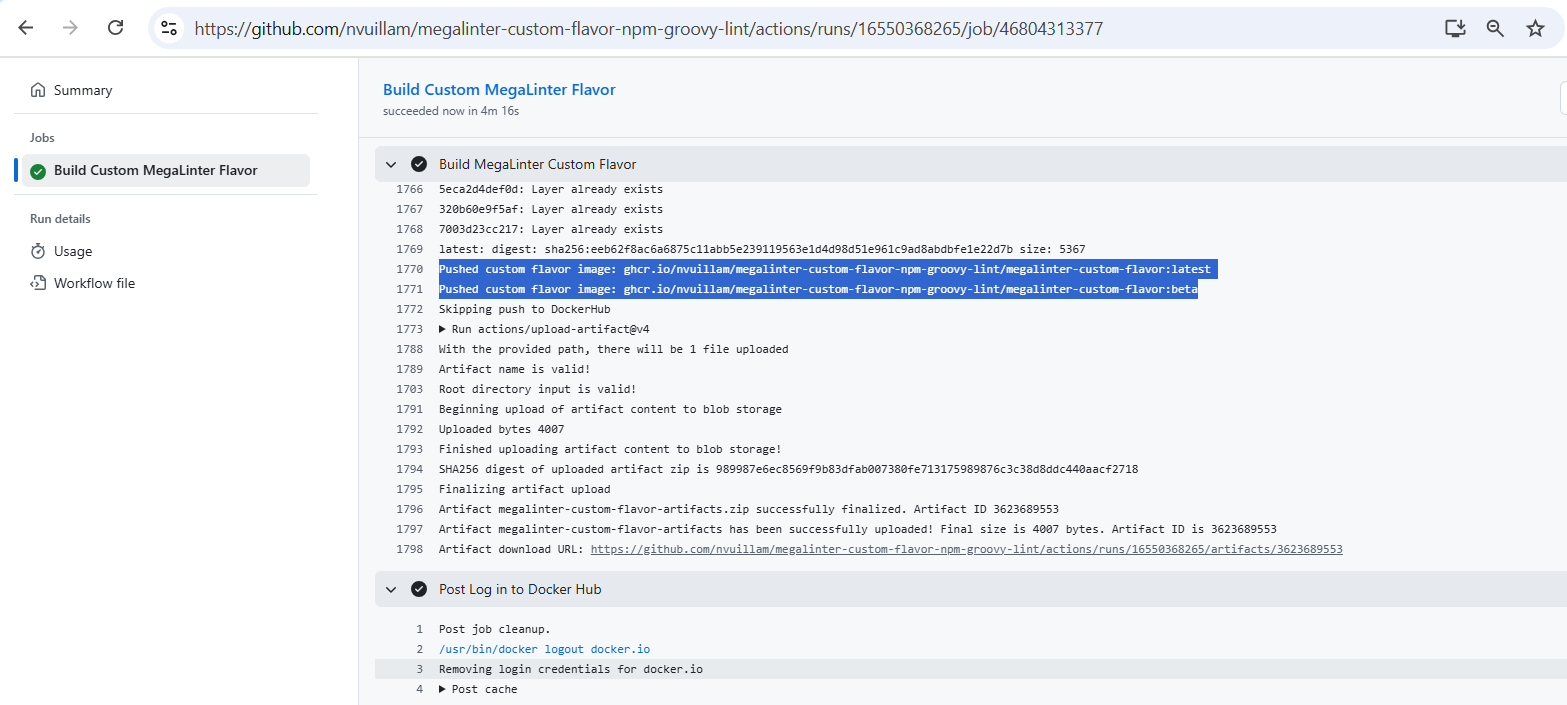 https://github.com/nvuillam/megalinter-custom-flavor-npm-groovy-lint/actions/runs/16550368265/job/46804313377
Summary
Jobs
Build Custom MegaLinter Flavor
Run details
Usage
Workflow file
Build Custom MegaLinter Flavor
succeeded now in 4m 16s
Build MegaLinter Custom Flavor
1766 5eca2d4def0d: Layer already exists
1767 320b60e9f5af: Layer already exists
1768 7003d23cc217: Layer already exists
1769 latest: digest: sha256:eeb62f8ac6a6875c11abb5e239119563e1d4d98d51e961c9ad8abdbfe1e22d7b size: 5367
1770 Pushed custom flavor image: ghcr.io/nvuillam/megalinter-custom-flavor-npm-groovy-lint/megalinter-custom-flavor:latest
1771 Pushed custom flavor image: ghcr.io/nvuillam/megalinter-custom-flavor-npm-groovy-lint/megalinter-custom-flavor:beta
1772 Skipping push to DockerHub
1773 Run actions/upload-artifact@v4
1788 With the provided path, there will be 1 file uploaded
1789 Artifact name is valid!
1703 Root directory input is valid!
1791 Beginning upload of artifact content to blob storage
1792 Uploaded bytes 4007
1793 Finished uploading artifact content to blob storage!
1794 SHA256 digest of uploaded artifact zip is 989987e6ec8569f9b83dfab007380fe713175989876c3c38d8ddc440aacf2718
1795 Finalizing artifact upload
1796 Artifact megalinter-custom-flavor-artifacts.zip successfully finalized. Artifact ID 3623689553
1797 Artifact megalinter-custom-flavor-artifacts has been successfully uploaded! Final size is 4007 bytes. Artifact ID is 3623689553
1798 Artifact download URL: https://github.com/nvuillam/megalinter-custom-flavor-npm-groovy-lint/actions/runs/16550368265/artifacts/3623689553
Post Log in to Docker Hub
1 Post job cleanup.
2 /usr/bin/docker logout docker.io
3 Removing login credentials for docker.io
4 Post cache